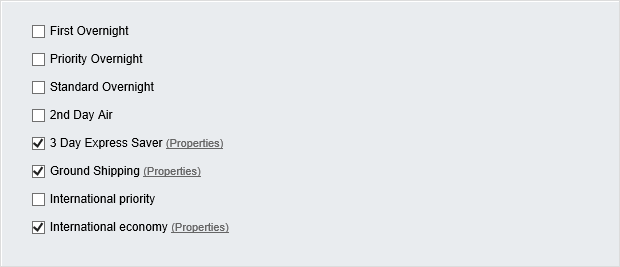 First Overnight
Priority Overnight
Standard Overnight
2nd Day Air
3 Day Express Saver (Properties)
Ground Shipping (Properties)
International priority
International economy (Properties)